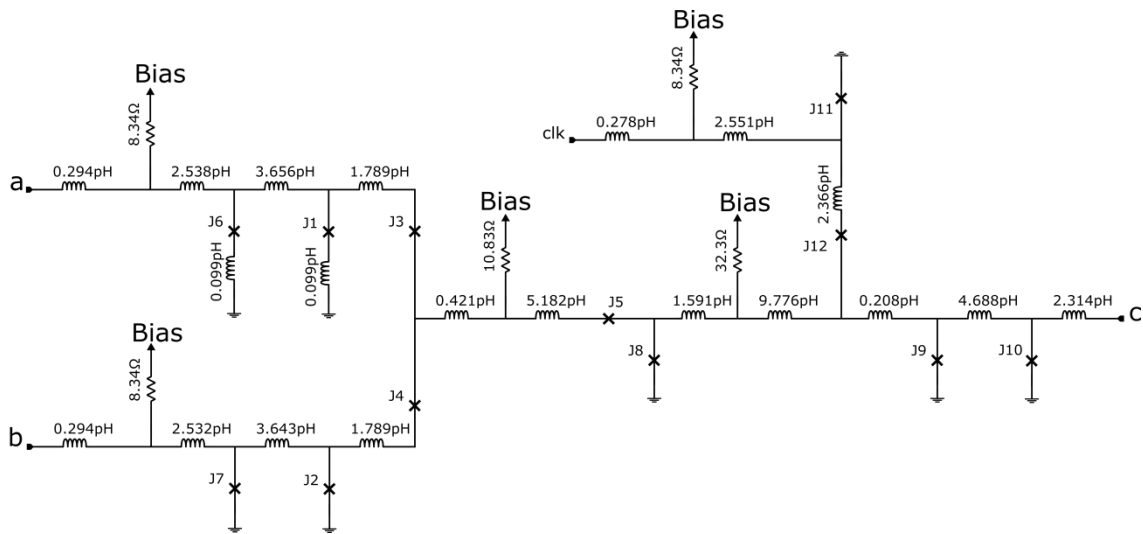 Bias
8.34Ω
0.278pH
2.551pH
clk
J11
2.366pH
J12
Bias
8.34Ω
0.294pH
2.538pH
3.656pH
1.789pH
a
J6
J1
J3
0.099pH
0.099pH
Bias
10.83Ω
Bias
32.3Ω
0.421pH
5.182pH
J5
1.591pH
9.776pH
0.208pH
4.688pH
2.314pH
c
J8
J9
J10
Bias
8.34Ω
J4
0.294pH
2.532pH
3.643pH
1.789pH
b
J7
J2